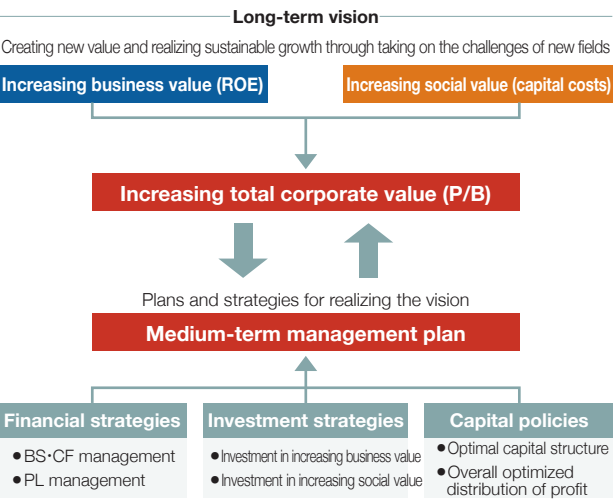 Long-term vision
Creating new value and realizing sustainable growth through taking on the challenges of new fields
Increasing business value (ROE)
Increasing social value (capital costs)
Increasing total corporate value (P/B)
Plans and strategies for realizing the vision
Medium-term management plan
Financial strategies
●BS・CF management
●PL management
Investment strategies
●Investment in increasing business value
●Investment in increasing social value
Capital policies
●Optimal capital structure
●Overall optimized
distribution of profit